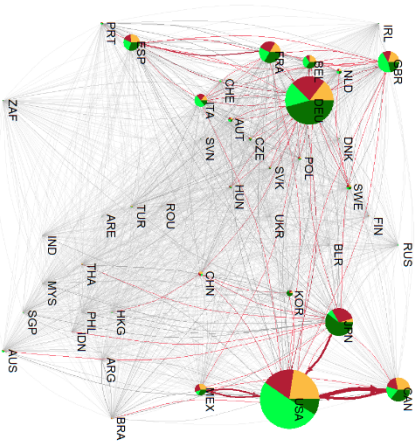 IRL
PRT
ESP
FRA
BEL
GBR
NLD
CHE
DEU
ITA
ZAF
AUT
CZE
DNK
SVN
POL
SVK
SWE
HUN
TUR
ROU
UKR
FIN
ARE
RUS
BLR
IND
THA
CHN
MYS
KOR
SGP
PHL
HKG
JPN
IDN
AUS
ARG
MEX
USA
CAN
BRA